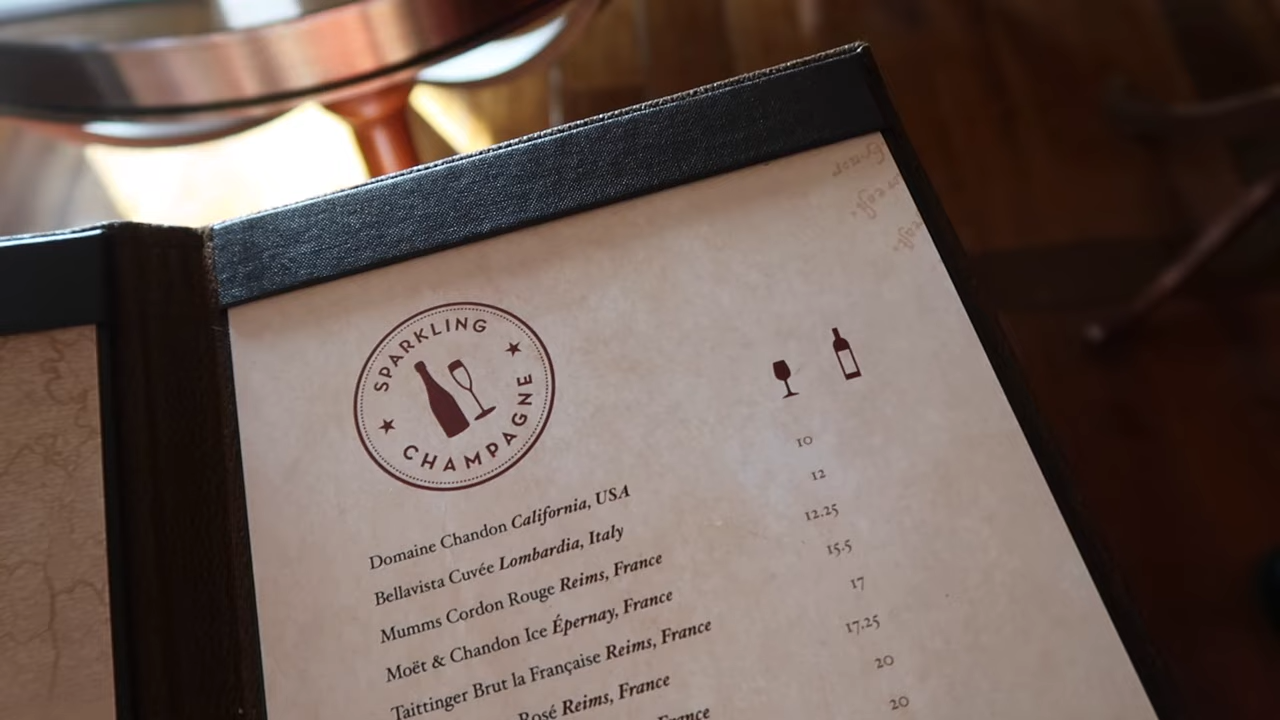 SPARKLING
CHAMPAGNE
10
12
12.25
15.5
17
17.25
20
20
Domaine Chandon California, USA
Bellavista Cuvée Lombardia, Italy
Mumms Cordon Rouge Reims, France
Moët & Chandon Ice Épernay, France
Taittinger Brut la Française Reims, France
Rosé Reims, France
France